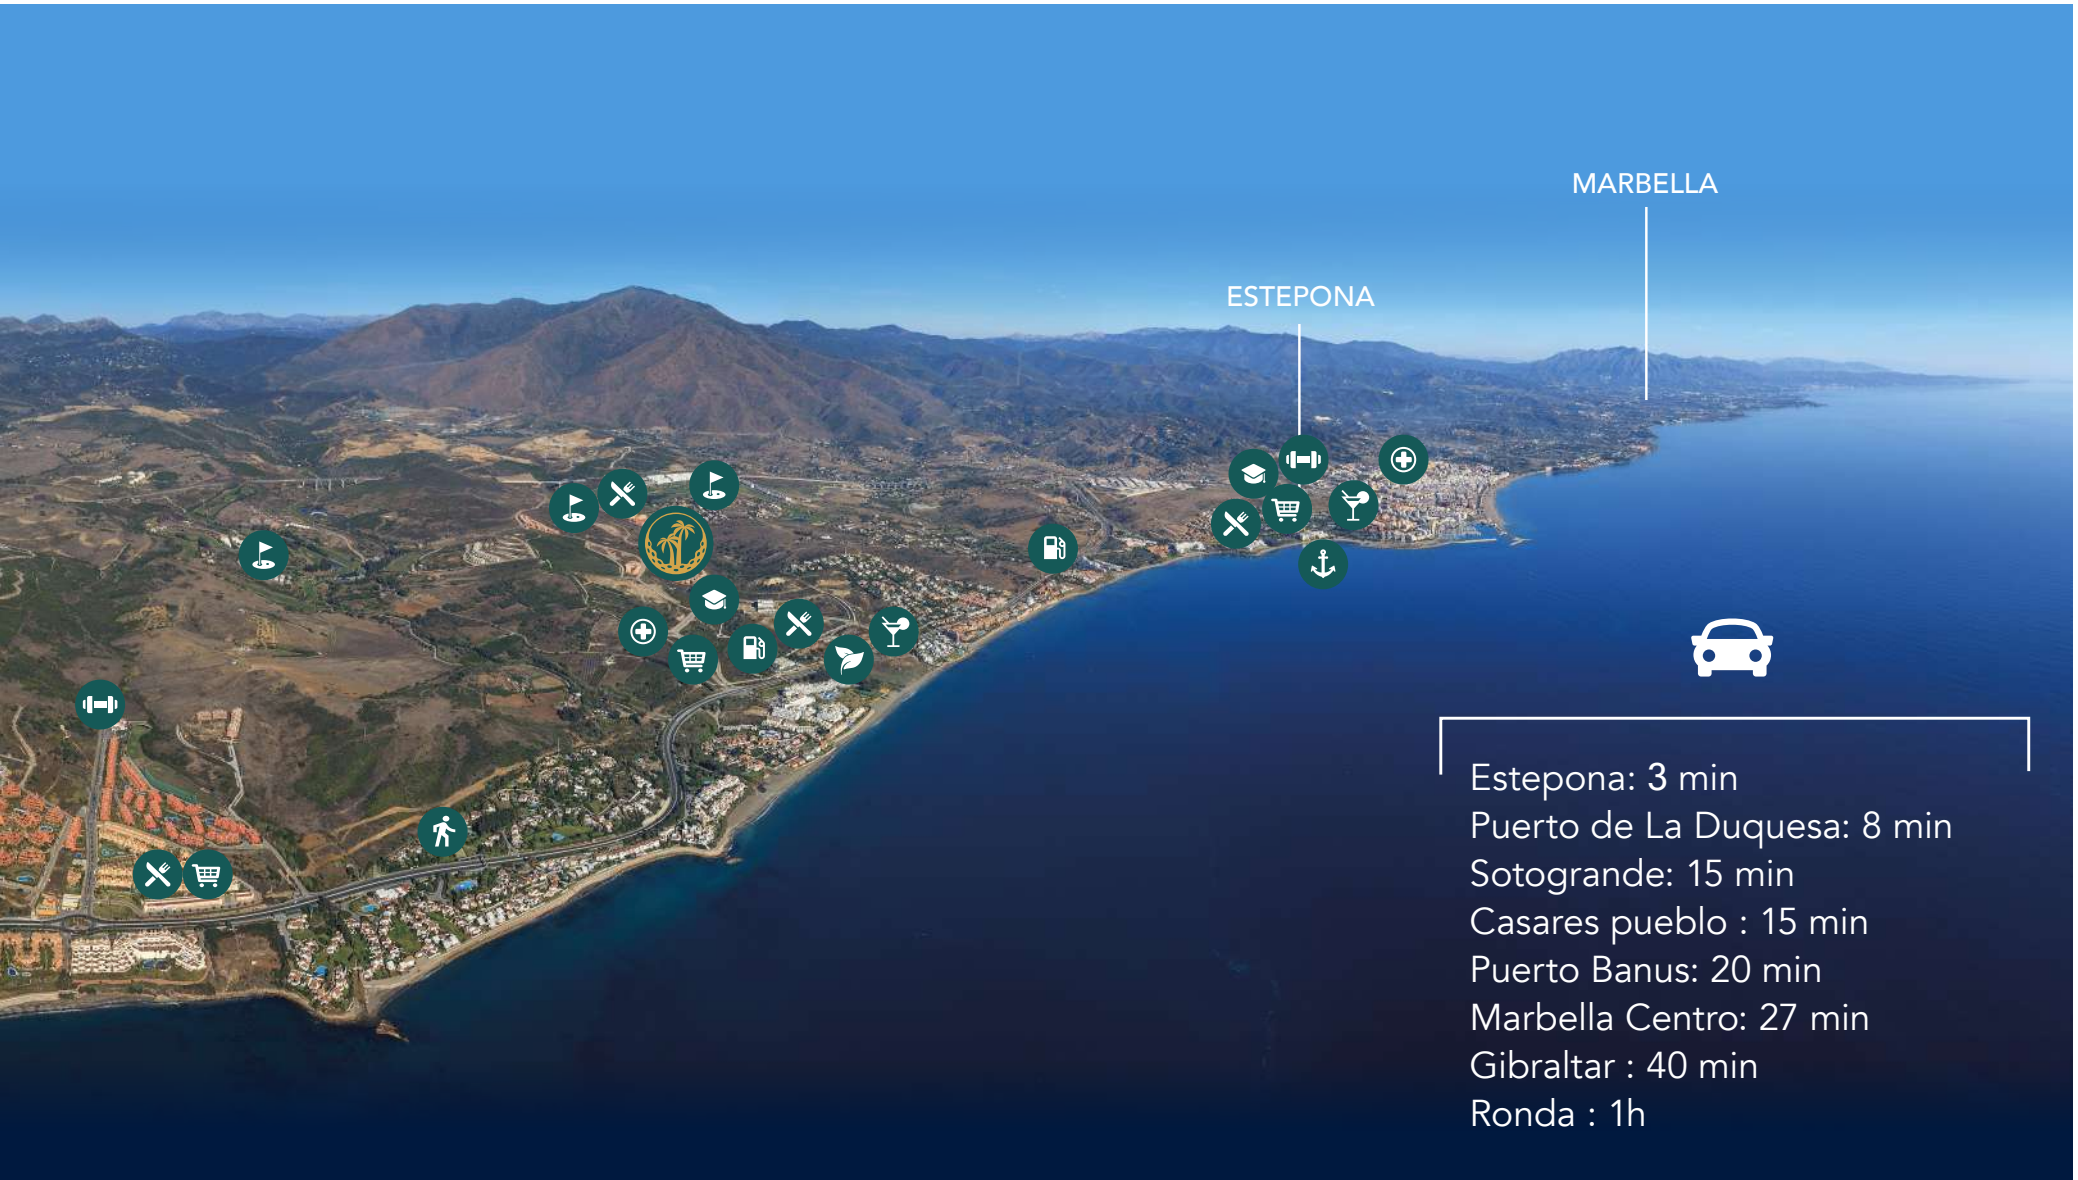 MARBELLA
ESTEPONA
Estepona: 3 min
Puerto de La Duquesa: 8 min
Sotogrande: 15 min
Casares pueblo : 15 min
Puerto Banus: 20 min
Marbella Centro: 27 min
Gibraltar : 40 min
Ronda : 1h